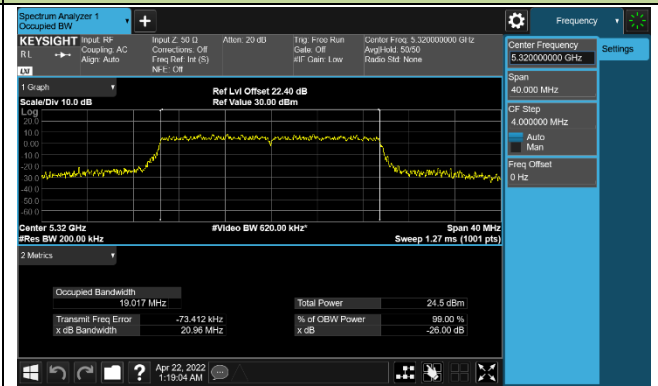 Spectrum Analyzer 1
Occupied BW
Frequency
KEYSIGHT
R L
LXI
Input: RF
Coupling: AC
Align: Auto
Input Z: 50 Ω
Corrections: Off
Freq Ref: Int (S)
NFE: Off
Atten: 20 dB
Trig: Free Run
Gate: Off
#IF Gain: Low
Center Freq: 5.320000000 GHz
Avg|Hold: 50/50
Radio Std: None
Center Frequency
5.320000000 GHz
Settings
Span
40.000 MHz
CF Step
4.000000 MHz
Auto
Man
Freq Offset
0 Hz
1 Graph
Scale/Div 10.0 dB
Ref Lvl Offset 22.40 dB
Ref Value 30.00 dBm
Log
20.0
10.0
0.00
-10.0
-20.0
-30.0
-40.0
-50.0
-60.0
Center 5.32 GHz
#Video BW 620.00 kHz*
Span 40 MHz
#Res BW 200.00 kHz
Sweep 1.27 ms (1001 pts)
2 Metrics
Occupied Bandwidth
19.017 MHz
Total Power 24.5 dBm
Transmit Freq Error -73.412 kHz
% of OBW Power 99.00 %
x dB Bandwidth 20.96 MHz
x dB -26.00 dB
?
Apr 22, 2022
1:19:04 AM